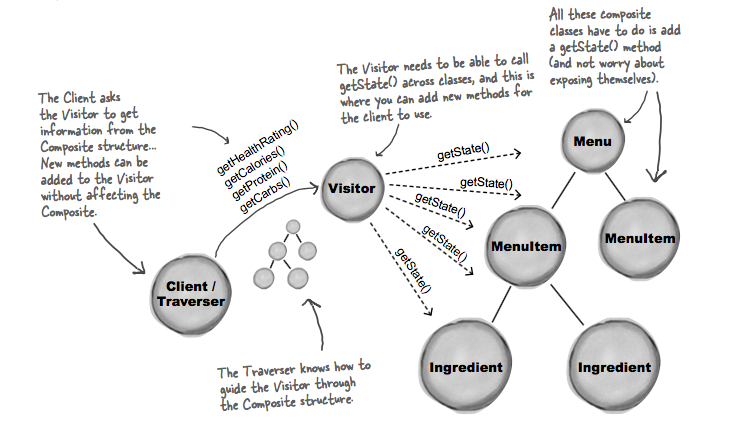 All these composite
classes have to do is add
a getState() method
(and not worry about
exposing themselves).
The Visitor needs to be able to call
getState() across classes, and this is
where you can add new methods for
the client to use.
The Client asks
the Visitor to get
information from the
Composite structure...
New methods can be
added to the Visitor
without affecting the
Composite.
getHealthRating()
getCalories()
getProtein()
getCarbs()
Visitor
getState()
getState()
getState()
getState()
getState()
Menu
MenuItem
MenuItem
Client /
Traverser
Ingredient
Ingredient
The Traverser knows how to
guide the Visitor through
the Composite structure.